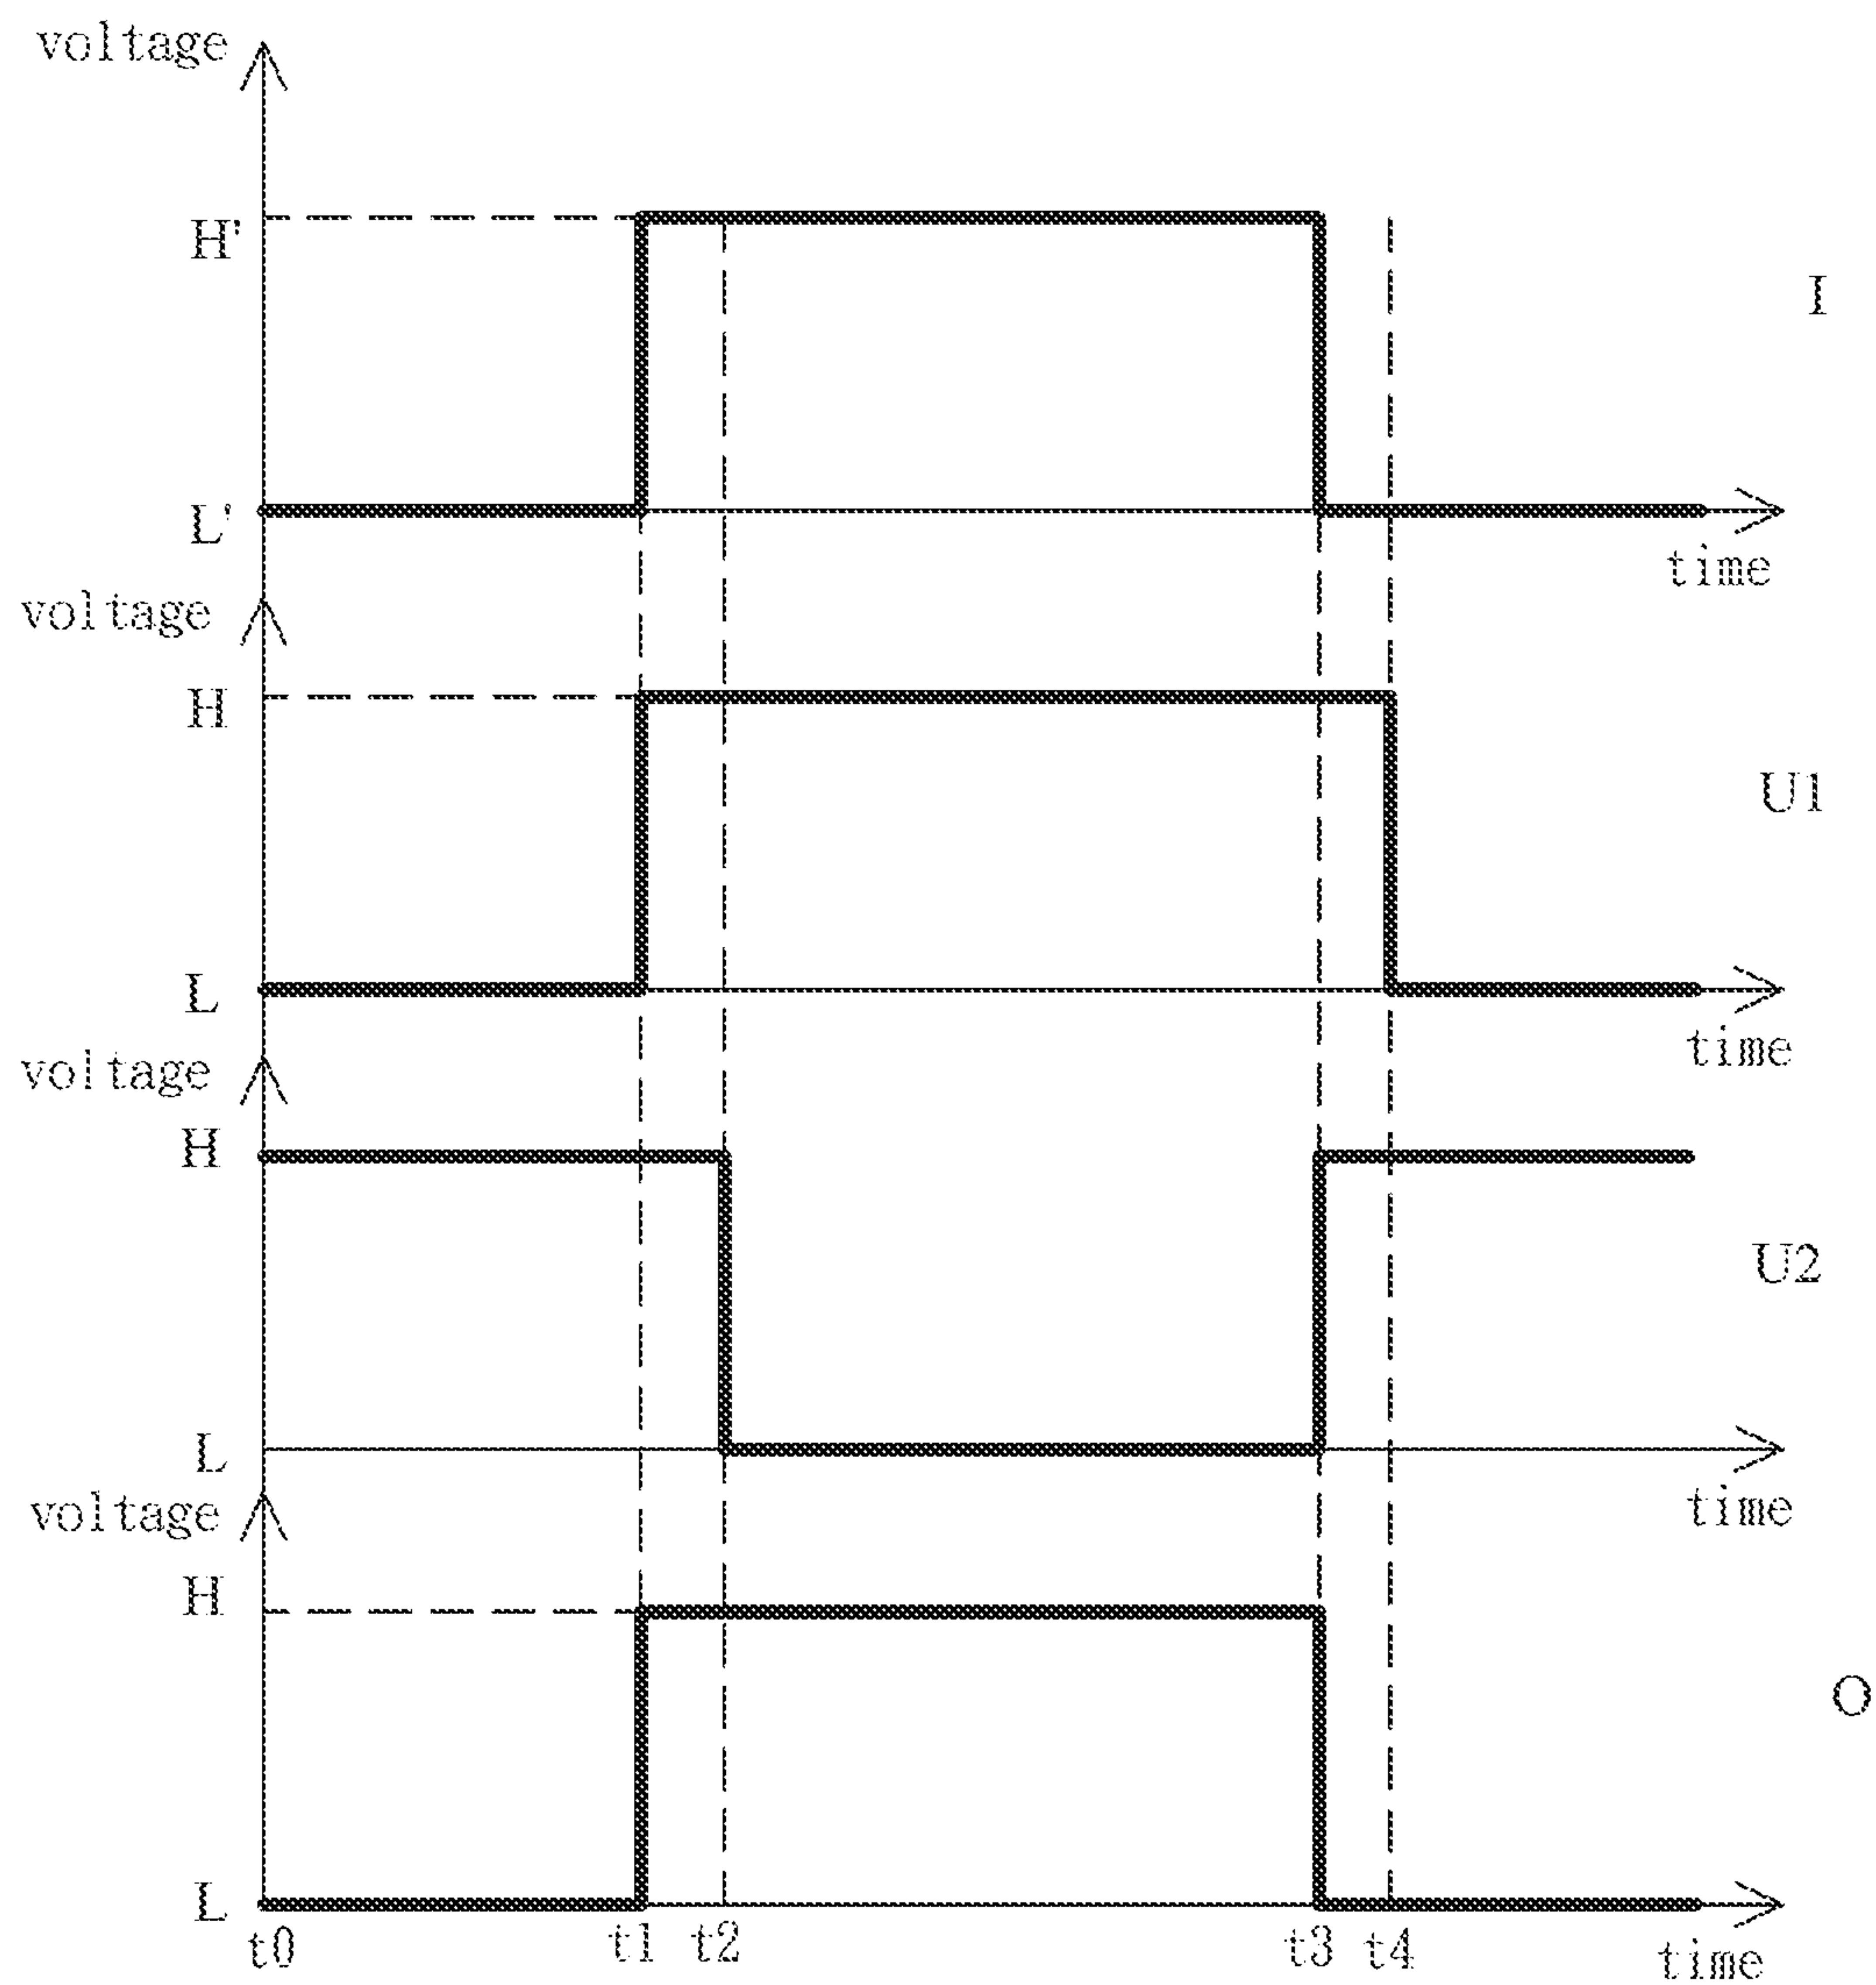 voltage
H'
I
L'
time
voltage
H
U1
L
time
voltage
H
U2
L
time
voltage
H
O
L
t0 t1 t2 t3 t4 time